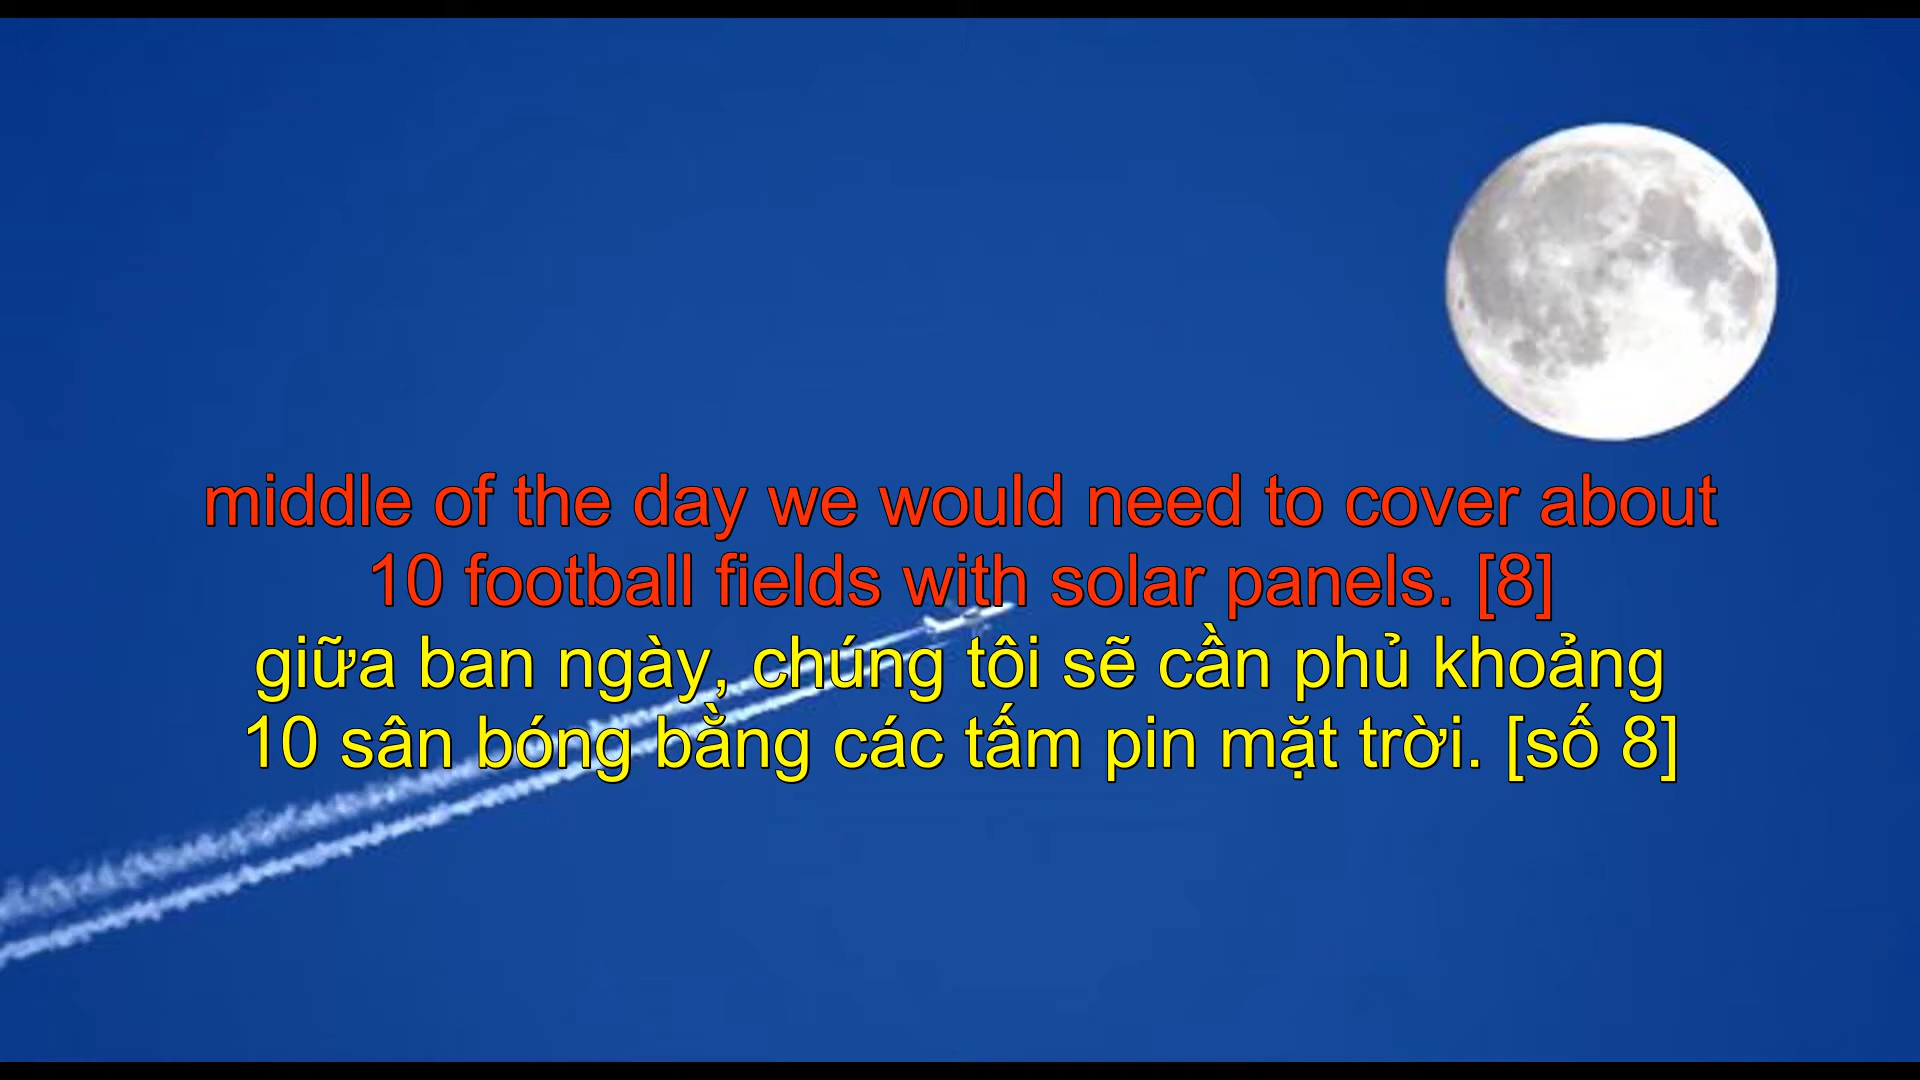 middle of the day we would need to cover about
10 football fields with solar panels. [8]
giữa ban ngày, chúng tôi sẽ cần phủ khoảng
10 sân bóng bằng các tấm pin mặt trời. [số 8]